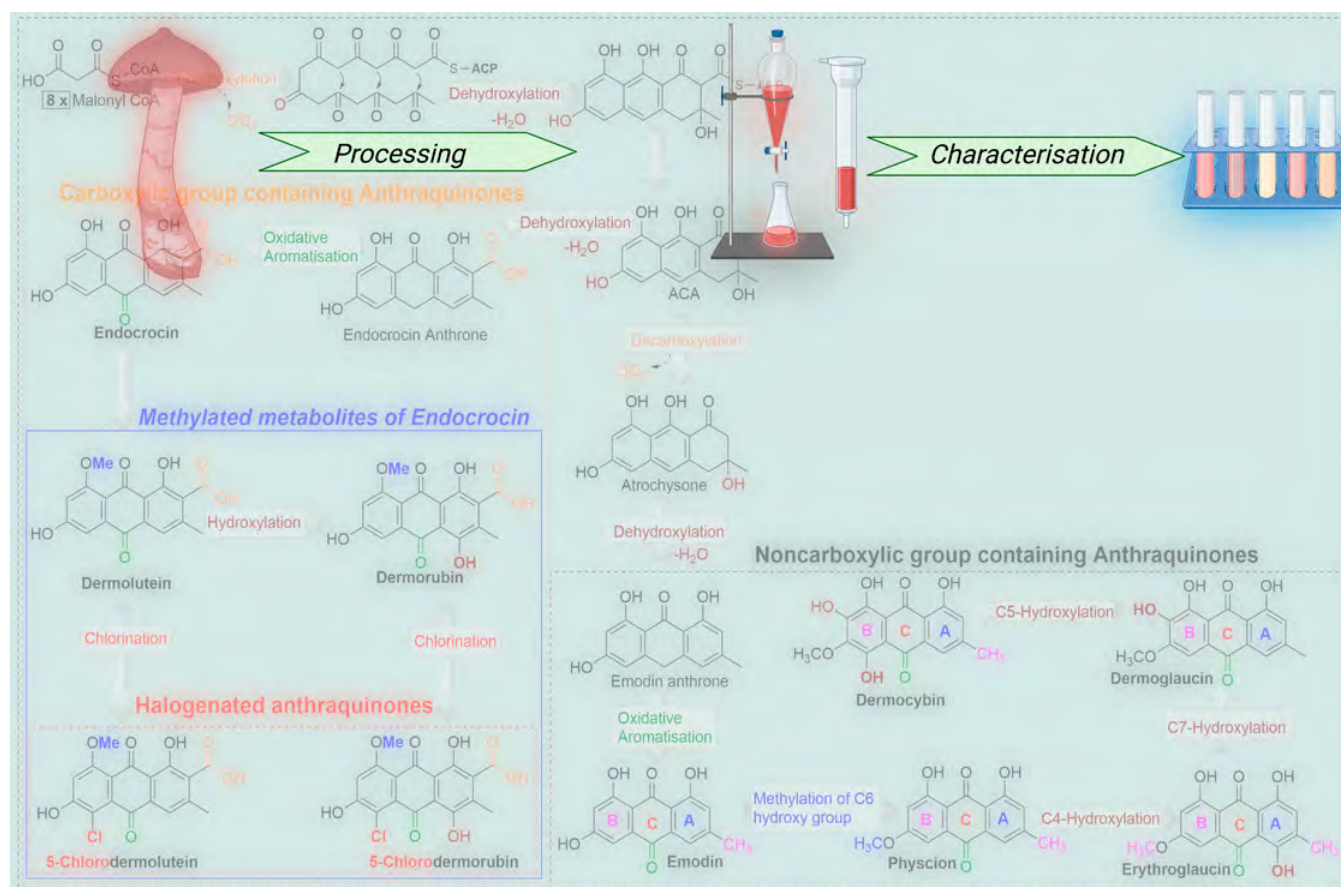 O
O
HO
S
CoA
8 x Malonyl CoA
O O O O
S-ACP
O
O O O
Dehydroxylation
-H₂O
OH OH O O
HO
OH
Processing
Characterisation
Carboxylic group containing Anthraquinones
OH
O
OH
HO
O
Endocrocin
Oxidative
Aromatisation
OH O OH O
OH
HO
Endocrocin Anthrone
Dehydroxylation
-H₂O
OH OH O
HO
OH
ACA
Decarboxylation
Methylated metabolites of Endocrocin
OMe O OH O
OH
HO
O
Dermolutein
Hydroxylation
OMe O OH O
OH
HO
O OH
Dermorubin
OH OH O
HO
OH
Atrochysone
Dehydroxylation
-H₂O
Chlorination
Chlorination
Halogenated anthraquinones
OMe O OH O
OH
HO
Cl O
5-Chlorodermolutein
OMe O OH O
OH
HO
Cl O OH
5-Chlorodermorubin
Noncarboxylic group containing Anthraquinones
OH O OH
HO
Emodin anthrone
OH O OH
HO
B C A
H₃CO
CH₃
OH O
Dermocybin
C5-Hydroxylation
OH O OH
HO
B C A
H₃CO
O
Dermoglaucin
Oxidative
Aromatisation
C7-Hydroxylation
OH O OH
B C A
HO
CH₃
O
Emodin
Methylation of C6
hydroxy group
OH O OH
B C A
H₃CO
CH₃
O
Physcion
C4-Hydroxylation
OH O OH
B C A
H₃CO
CH₃
O OH
Erythroglaucin